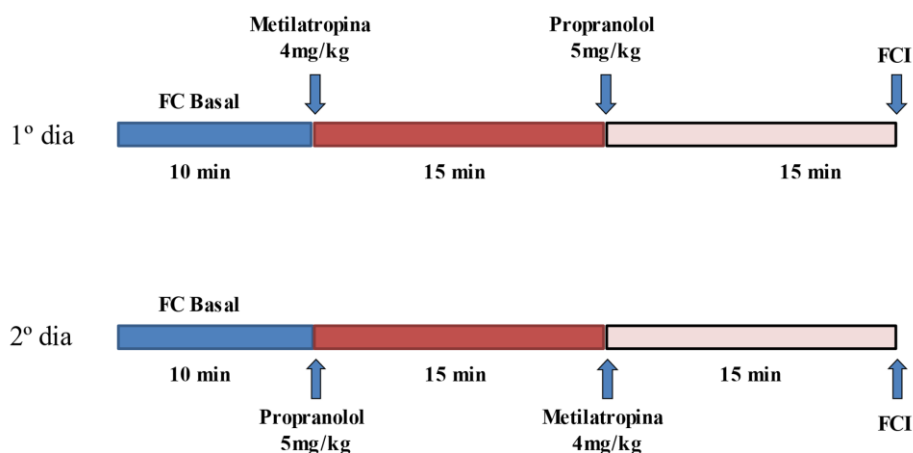 Metilatropina
4mg/kg
Propranolol
5mg/kg
FCI
FC Basal
1º dia
10 min
15 min
15 min
FC Basal
2º dia
10 min
15 min
15 min
Propranolol
5mg/kg
Metilatropina
4mg/kg
FCI